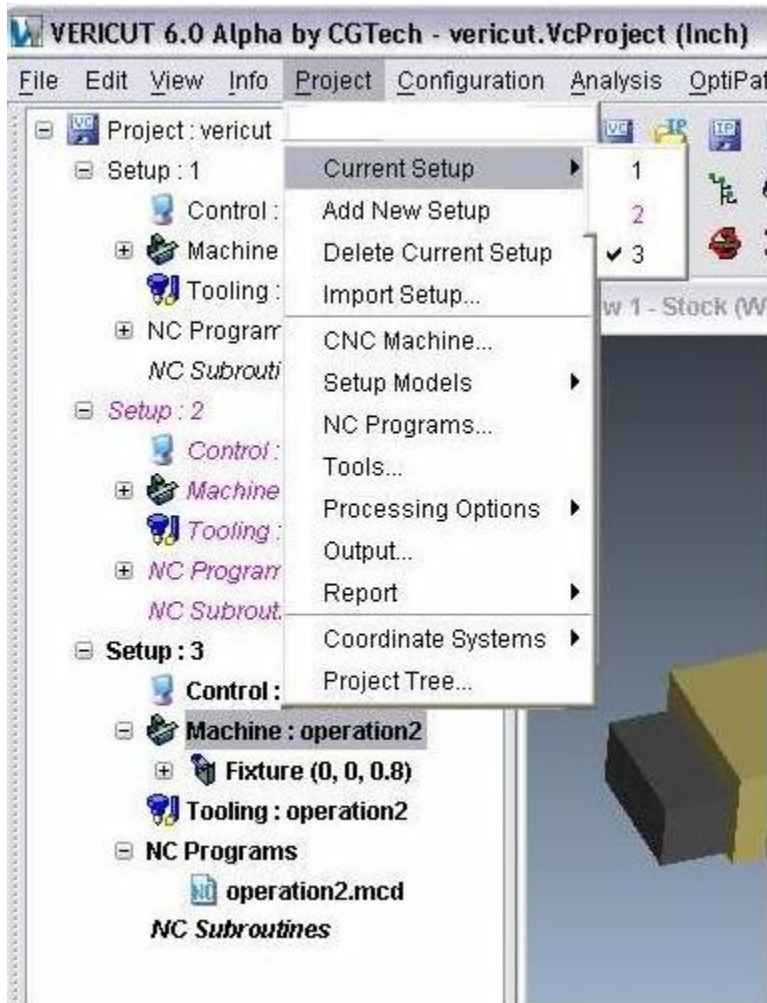 VERICUT 6.0 Alpha by CGTech - vericut.VcProject (Inch)
File Edit View Info Project Configuration Analysis
Project : vericut
Setup : 1
Control :
Machine
Tooling :
NC
NC
Setup : 2
Control :
Machine
Tooling :
NC
NC
Setup : 3
Control :
Machine : operation2
Fixture (0, 0, 0.8)
Tooling : operation2
NC Programs
operation2.mcd
NC Subroutines
Current Setup
Add New Setup
Delete Current Setup
Import Setup...
CNC Machine...
Setup Models
NC Programs...
Tools...
Processing Options
Output...
Report
Coordinate Systems
Project Tree...
1
2
3
1 - Stock